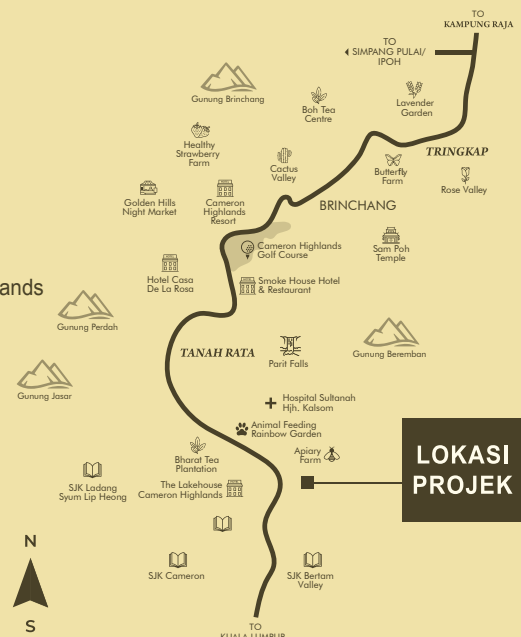 TO
KAMPUNG RAJA
TO
SIMPANG PULAI/
IPOH
Gunung Brinchang
Boh Tea
Centre
Lavender
Garden
Healthy
Strawberry
Farm
Cactus
Valley
TRINGKAP
Butterfly
Farm
Rose Valley
Golden Hills
Night Market
Cameron
Highlands
Resort
BRINCHANG
Cameron Highlands
Golf Course
Sam Poh
Temple
Hotel Casa
De La Rosa
Smoke House Hotel
& Restaurant
ands
Gunung Perdah
TANAH RATA
Parit Falls
Gunung Beremban
Gunung Jasar
Hospital Sultanah
Hjh. Kalsom
Animal Feeding
Rainbow Garden
Apiary
Farm
LOKASI
PROJEK
Bharat Tea
Plantation
SJK Ladang
Syum Lip Heong
The Lakehouse
Cameron Highlands
N
S
SJK Cameron
SJK Bertam
Valley
TO
KUALA LUMPUR